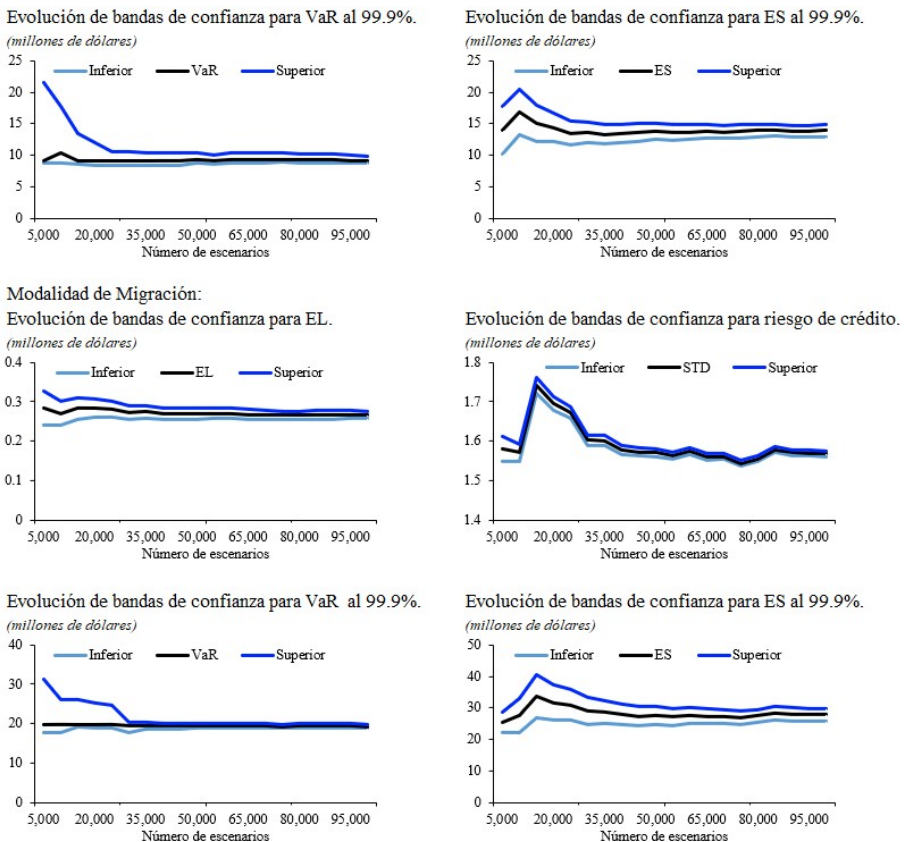 Evolución de bandas de confianza para VaR al 99.9%.
(millones de dólares)
25
Inferior VaR Superior
20
15
10
5
0
5,000 20,000 35,000 50,000 65,000 80,000 95,000
Número de escenarios
Evolución de bandas de confianza para ES al 99.9%.
(millones de dólares)
25
Inferior ES Superior
20
15
10
5
0
5,000 20,000 35,000 50,000 65,000 80,000 95,000
Número de escenarios
Modalidad de Migración:
Evolución de bandas de confianza para EL.
(millones de dólares)
0.4
Inferior EL Superior
0.3
0.2
0.1
0
5,000 20,000 35,000 50,000 65,000 80,000 95,000
Número de escenarios
Evolución de bandas de confianza para riesgo de crédito.
(millones de dólares)
1.8
Inferior STD Superior
1.7
1.6
1.5
1.4
5,000 20,000 35,000 50,000 65,000 80,000 95,000
Número de escenarios
Evolución de bandas de confianza para VaR al 99.9%.
(millones de dólares)
40
Inferior VaR Superior
30
20
10
0
5,000 20,000 35,000 50,000 65,000 80,000 95,000
Número de escenarios
Evolución de bandas de confianza para ES al 99.9%.
(millones de dólares)
50
Inferior ES Superior
40
30
20
10
0
5,000 20,000 35,000 50,000 65,000 80,000 95,000
Número de escenarios